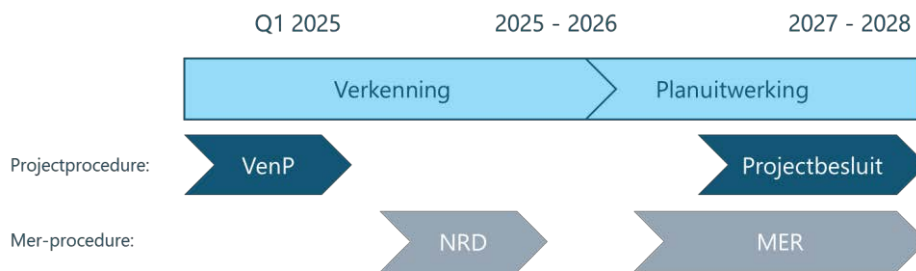 Q1 2025 2025 - 2026 2027 - 2028
Verkenning Planuitwerking
Projectprocedure: VenP Projectbesluit
Mer-procedure: NRD MER